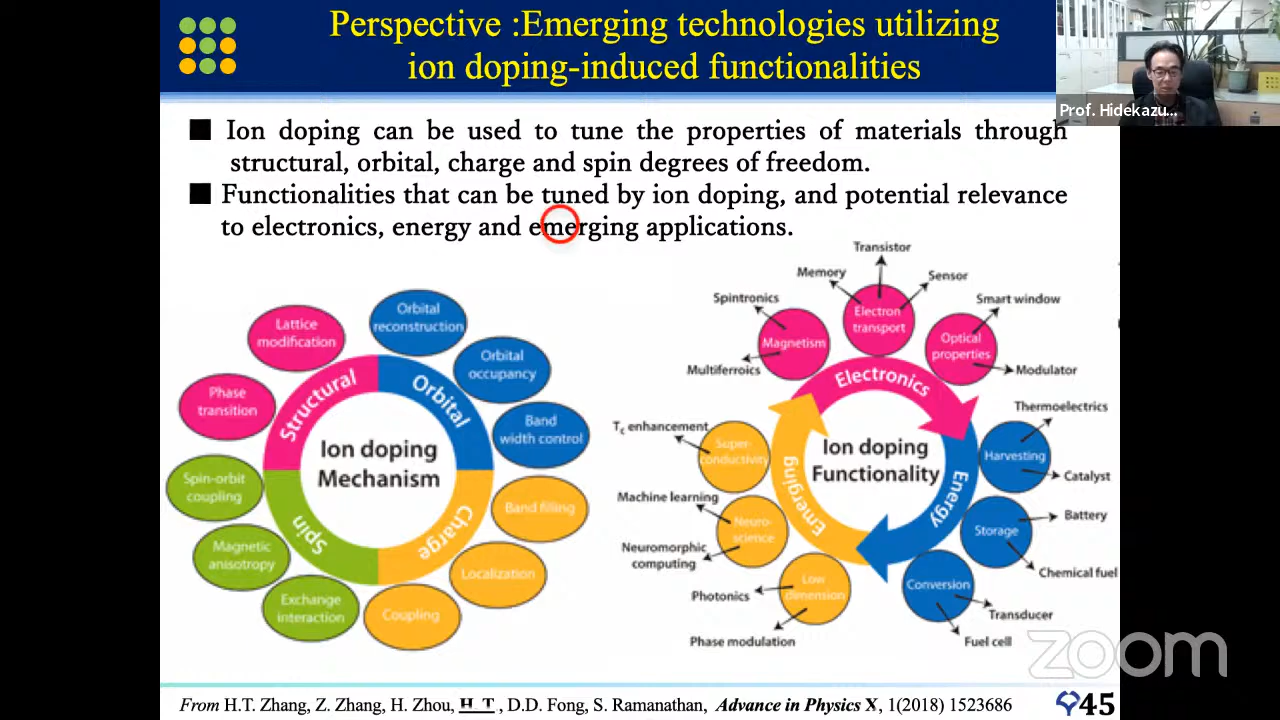 Perspective :Emerging technologies utilizing
ion doping-induced functionalities
Prof. Hidekazu...
Ion doping can be used to tune the properties of materials through
structural, orbital, charge and spin degrees of freedom.
Functionalities that can be tuned by ion doping, and potential relevance
to electronics, energy and emerging applications.
Orbital
reconstruction
Lattice
modification
Orbital
occupancy
Phase
transition
Band
width control
Structural
Orbital
Ion doping
Mechanism
Spin-orbit
coupling
Band filling
Spin
Charge
Magnetic
anisotropy
Localization
Exchange
interaction
Coupling
Transistor
Memory
Sensor
Spintronics
Smart window
Electron
transport
Magnetism
Optical
properties
Multiferroics
Modulator
Electronics
Thermoelectrics
Tc enhancement
Super-
conductivity
Ion doping
Functionality
Harvesting
Catalyst
Machine learning
Emerging
Energy
Battery
Neuro-
science
Storage
Neuromorphic
computing
Chemical fuel
Low
dimension
Conversion
Photonics
Transducer
Phase modulation
Fuel cell
zoom
From H.T. Zhang, Z. Zhang, H. Zhou, H. T , D.D. Fong, S. Ramanathan, Advance in Physics X, 1(2018) 1523686
45